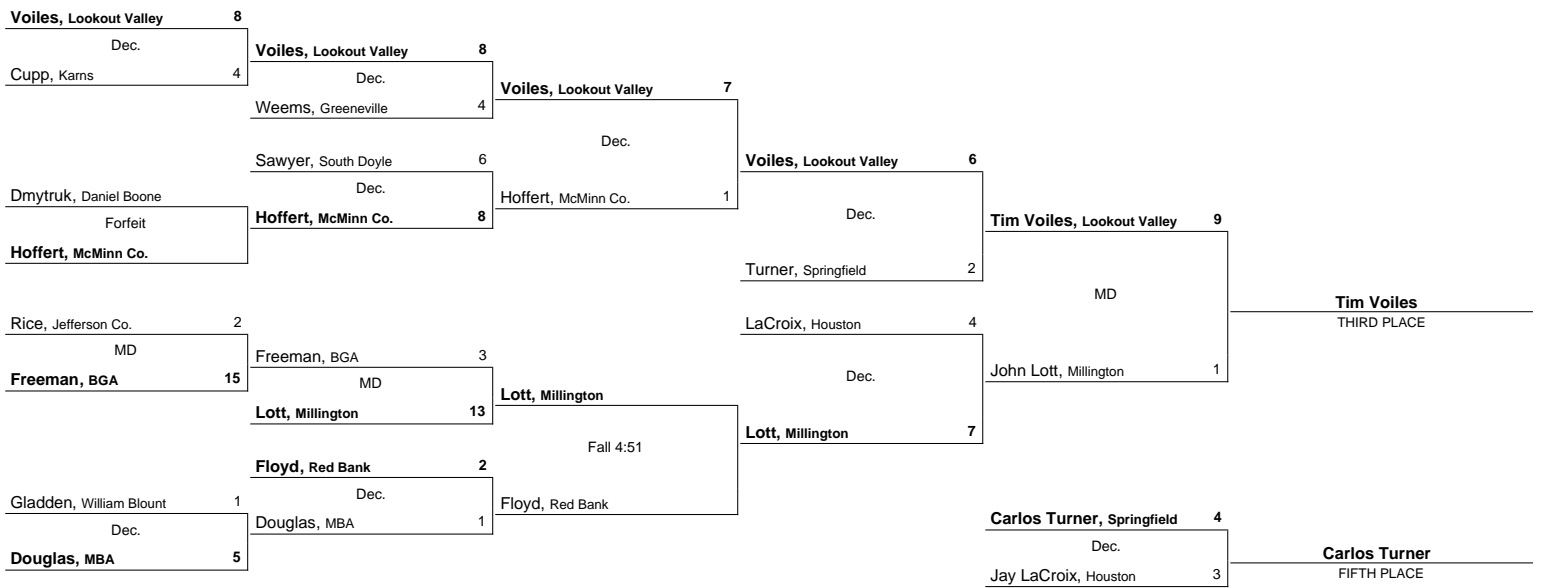 Voiles, Lookout Valley 8
Dec.
Cupp, Karns 4
Dmytruk, Daniel Boone
Forfeit
Hoffert, McMinn Co.
Rice, Jefferson Co. 2
MD
Freeman, BGA 15
Gladden, William Blount 1
Dec.
Douglas, MBA 5
Voiles, Lookout Valley 8
Dec.
Weems, Greeneville 4
Sawyer, South Doyle 6
Dec.
Hoffert, McMinn Co. 8
Freeman, BGA 3
MD
Lott, Millington 13
Floyd, Red Bank 2
Dec.
Douglas, MBA 1
Voiles, Lookout Valley 7
Dec.
Hoffert, McMinn Co. 1
Lott, Millington
Fall 4:51
Floyd, Red Bank
Voiles, Lookout Valley 6
Dec.
Turner, Springfield 2
LaCroix, Houston 4
Dec.
Lott, Millington 7
Tim Voiles, Lookout Valley 9
MD
John Lott, Millington 1
Tim Voiles
THIRD PLACE
Carlos Turner, Springfield 4
Dec.
Jay LaCroix, Houston 3
Carlos Turner
FIFTH PLACE